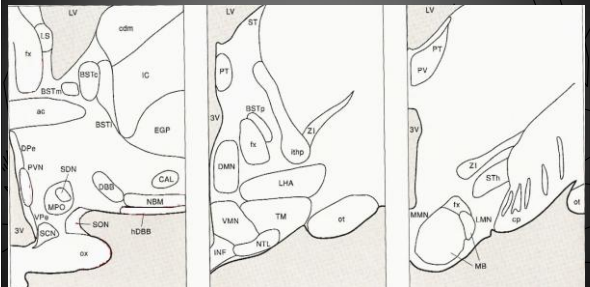 LV
LS
cdm
fx
BSTc
IC
BSTm
ac
BSTl
EGP
DPe
PVN
SDN
CAL
DBB
MPO
NBM
VPe
SCN
SON
hDBB
3V
ox
LV
ST
PT
BSTp
3V
fx
ZI
ithp
DMN
LHA
VMN
TM
ot
INF
NTL
LV
PT
PV
3V
ZI
STh
fx
ot
MMN
LMN
cp
MB